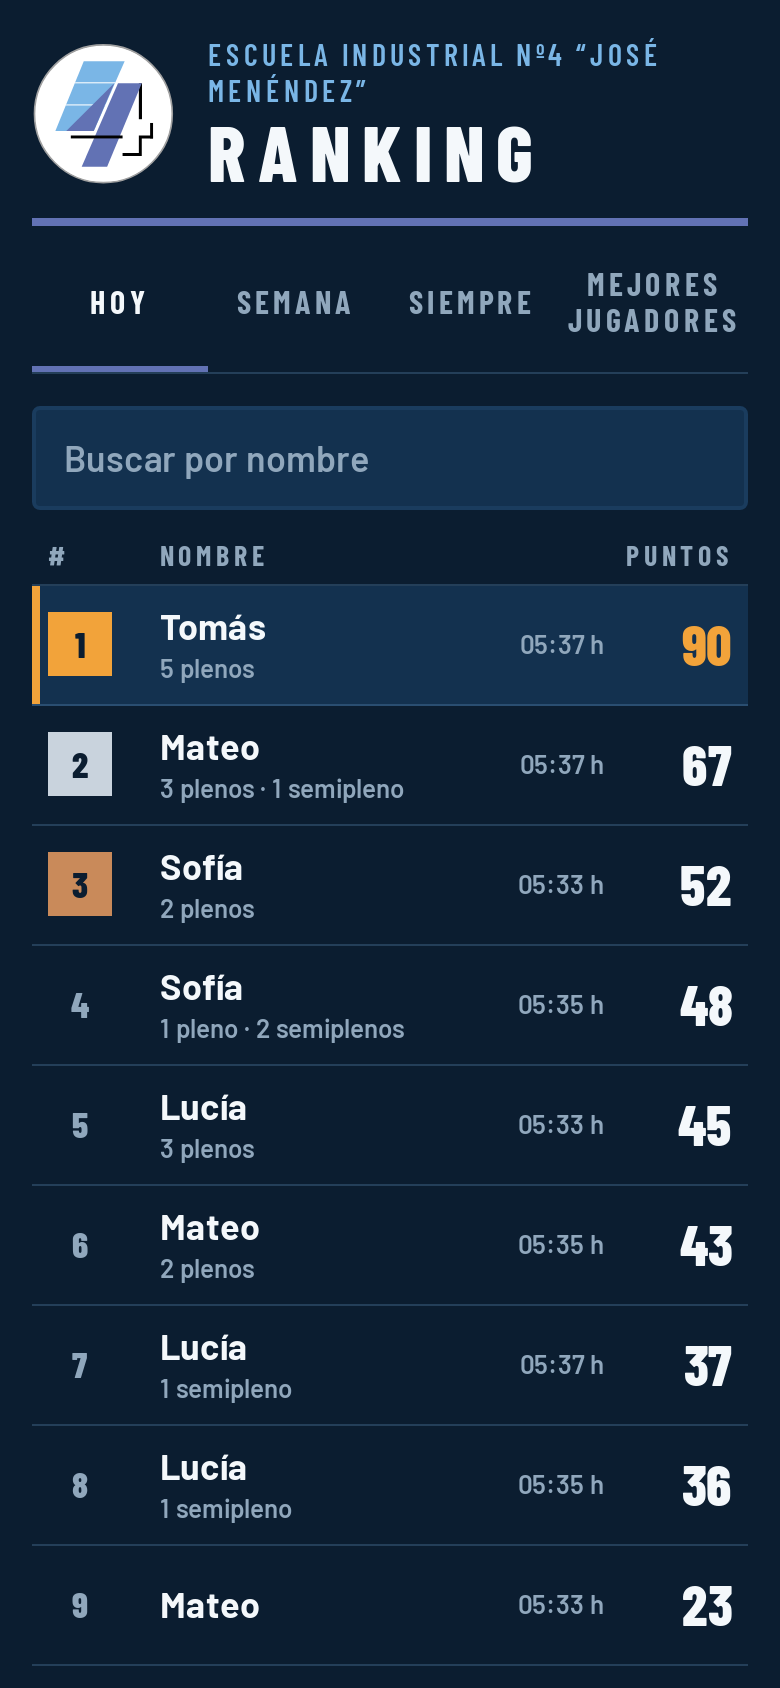 ESCUELA INDUSTRIAL Nº4 “JOSÉ
MENÉNDEZ”
RANKING
HOY
SEMANA
SIEMPRE
MEJORES
JUGADORES
Buscar por nombre
# NOMBRE PUNTOS
1 Tomás 05:37 h 90
5 plenos
2 Mateo 05:37 h 67
3 plenos · 1 semipleno
3 Sofía 05:33 h 52
2 plenos
4 Sofía 05:35 h 48
1 pleno · 2 semiplenos
5 Lucía 05:33 h 45
3 plenos
6 Mateo 05:35 h 43
2 plenos
7 Lucía 05:37 h 37
1 semipleno
8 Lucía 05:35 h 36
1 semipleno
9 Mateo 05:33 h 23